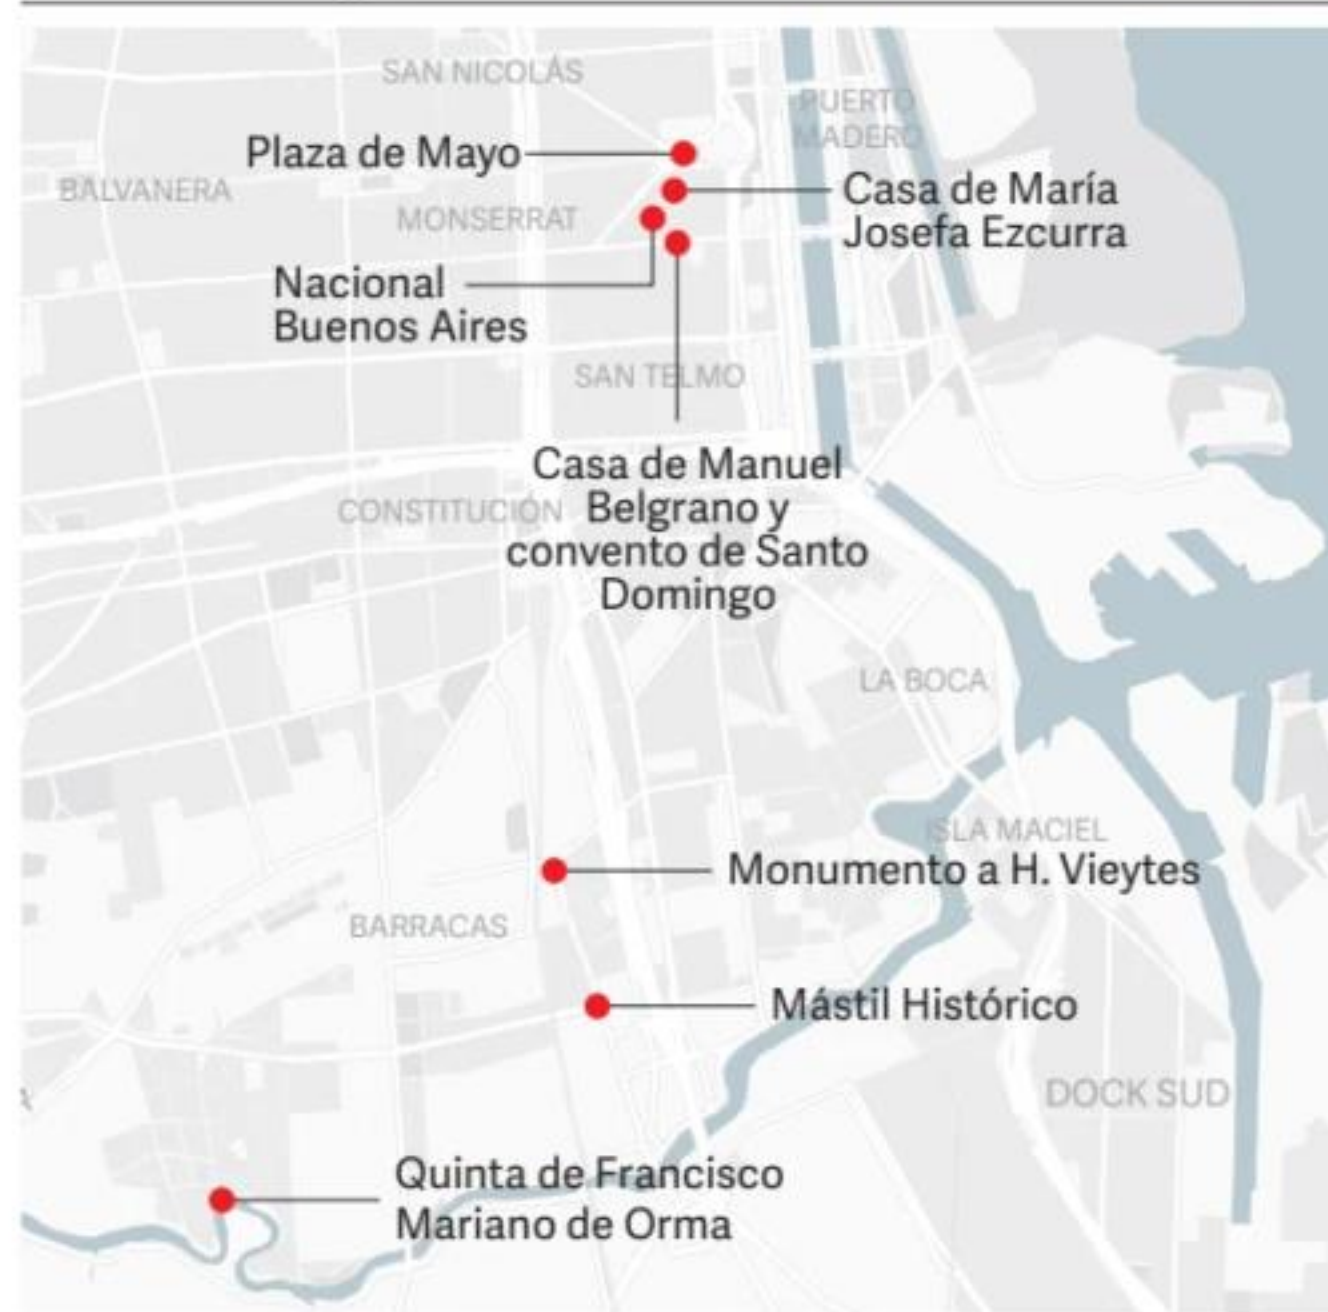 SAN NICOLÁS
PUERTO
MADERO
Plaza de Mayo
BALVANERA
Casa de María
Josefa Ezcurra
MONSERRAT
Nacional
Buenos Aires
SAN TELMO
Casa de Manuel
Belgrano y
convento de Santo
Domingo
CONSTITUCIÓN
LA BOCA
ISLA MACIEL
Monumento a H. Vieytes
BARRACAS
Mástil Histórico
DOCK SUD
Quinta de Francisco
Mariano de Orma